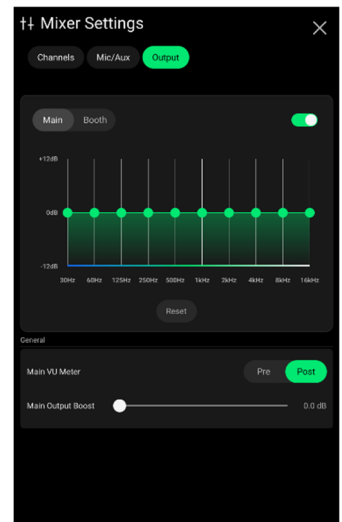 Mixer Settings
Channels Mic/Aux Output
Main Booth
+12dB
0dB
-12dB
30Hz 60Hz 125Hz 250Hz 500Hz 1kHz 2kHz 4kHz 8kHz 16kHz
Reset
General
Main VU Meter Pre Post
Main Output Boost 0.0 dB